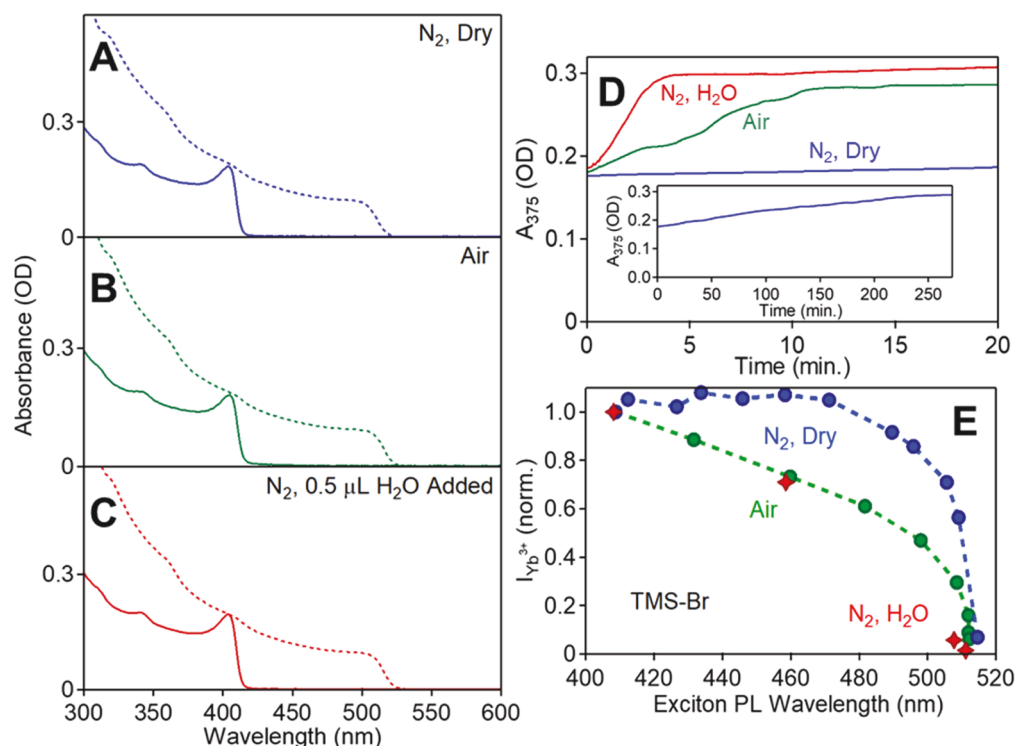 A
N₂, Dry
0.3
0
B
Air
0.3
0
C
N₂, 0.5 μL H₂O Added
0.3
0
300 350 400 450 500 550 600
Wavelength (nm)
Absorbance (OD)
D
N₂, H₂O
Air
N₂, Dry
0.3
0.2
0.1
0
A₃₇₅ (OD)
0 5 10 15 20
Time (min.)
0.3
0.2
0.1
0.0
A₃₇₅ (OD)
0 50 100 150 200 250
Time (min.)
E
N₂, Dry
Air
TMS-Br
N₂, H₂O
1.0
0.8
0.6
0.4
0.2
0
I_Yb³⁺ (norm.)
400 420 440 460 480 500 520
Exciton PL Wavelength (nm)